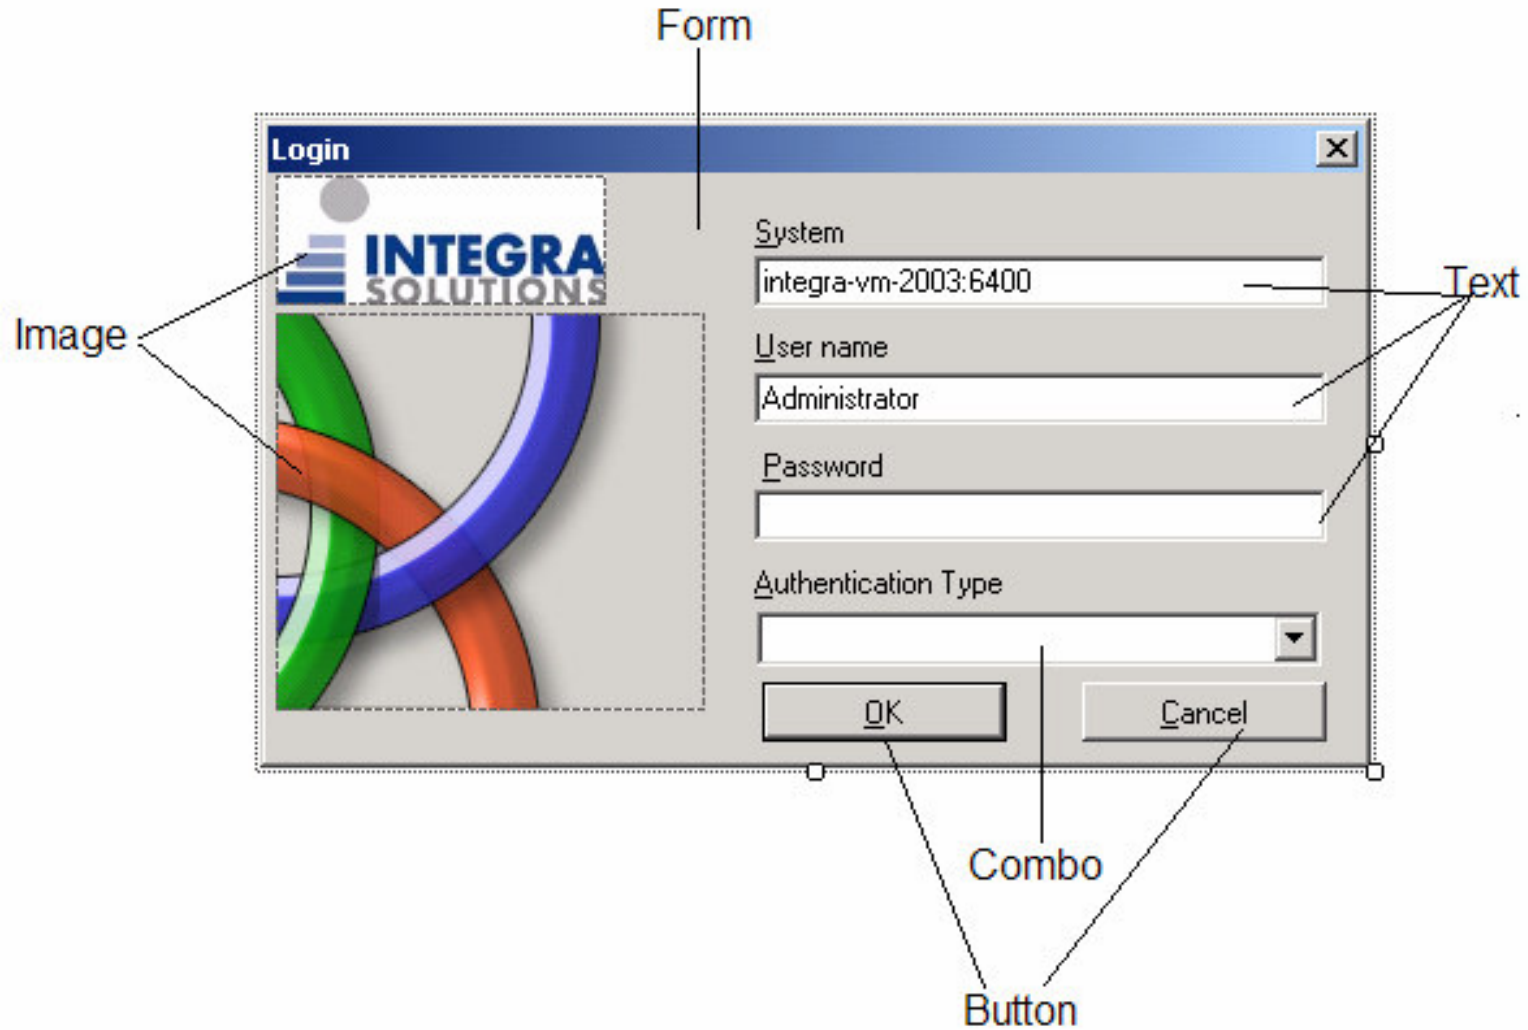 Form
Login
INTEGRA
SOLUTIONS
System
integra-vm-2003:6400
Text
Image
User name
Administrator
Password
Authentication Type
OK
Cancel
Combo
Button